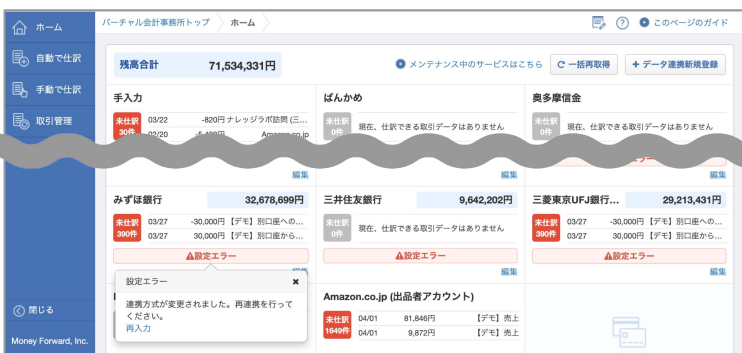 ホーム
自動で仕訳
手動で仕訳
取引管理
閉じる
Money Forward, Inc.
バーチャル会計事務所トップ
ホーム
このページのガイド
残高合計 71,534,331円
メンテナンス中のサービスはこちら
一括再取得
+ データ連携新規登録
手入力
未仕訳
30件
03/22 -820円 ナレッジラボ訪問 (三...
02/20 -5,400円 Amazon.co.jp
ばんかめ
未仕訳
0件
現在、仕訳できる取引データはありません
奥多摩信金
未仕訳
0件
現在、仕訳できる取引データはありません
編集
編集
編集
みずほ銀行 32,678,699円
未仕訳
390件
03/27 -30,000円 【デモ】別口座への...
03/27 30,000円 【デモ】別口座から...
設定エラー
三井住友銀行 9,642,202円
未仕訳
0件
現在、仕訳できる取引データはありません
設定エラー
編集
三菱東京UFJ銀行... 29,213,431円
未仕訳
390件
03/27 -30,000円 【デモ】別口座への...
03/27 30,000円 【デモ】別口座から...
設定エラー
編集
設定エラー
連携方式が変更されました。再連携を行って
ください。
再入力
Amazon.co.jp (出品者アカウント)
未仕訳
1649件
04/01 81,846円 【デモ】売上
04/01 9,872円 【デモ】売上